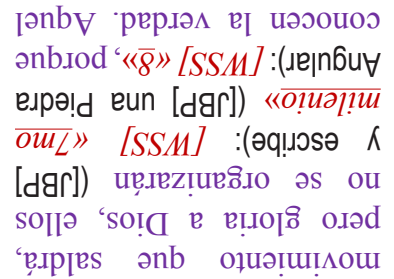 movimiento que saldrá,
pero gloria a Dios, ellos
no se organizarán ([JBP]
y escribe): [WSS] «7mo
milenio» ([JBP] una Piedra
Angular): [WSS] «8», porque
conocen la verdad. Aquel